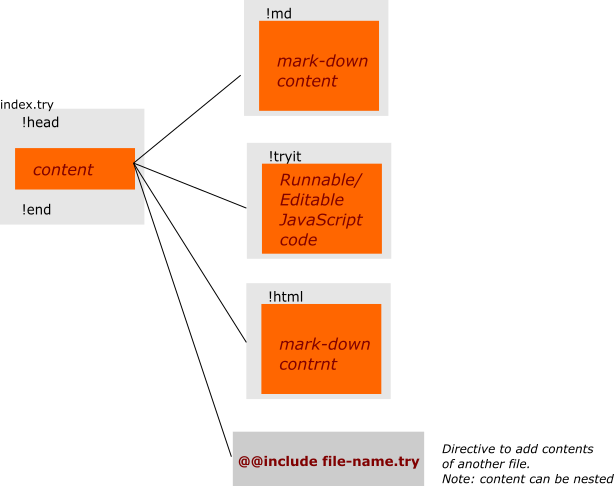 index.try
!head
content
!end
!md
mark-down
content
!tryit
Runnable/
Editable
JavaScript
code
!html
mark-down
contrnt
@@include file-name.try
Directive to add contents
of another file.
Note: content can be nested